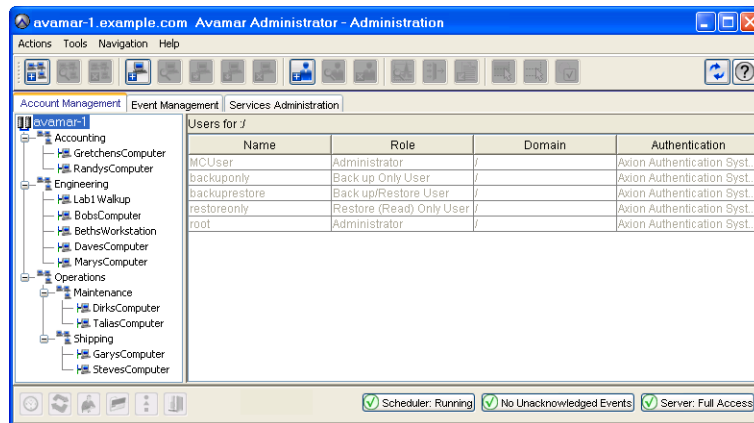 avamar-1.example.com Avamar Administrator - Administration
Actions Tools Navigation Help
Account Management Event Management Services Administration
avamar-1
Accounting
GretchensComputer
RandysComputer
Engineering
Lab1 Walkup
BobsComputer
BethsWorkstation
DavesComputer
MarysComputer
Operations
Maintenance
DirksComputer
TaliasComputer
Shipping
GarysComputer
StevesComputer
Users for :/
Name Role Domain Authentication
MCUser Administrator / Axion Authentication Syst...
backuponly Back up Only User / Axion Authentication Syst...
backuprestore Back up/Restore User / Axion Authentication Syst...
restoreonly Restore (Read) Only User / Axion Authentication Syst...
root Administrator / Axion Authentication Syst...
Scheduler: Running No Unacknowledged Events Server: Full Access